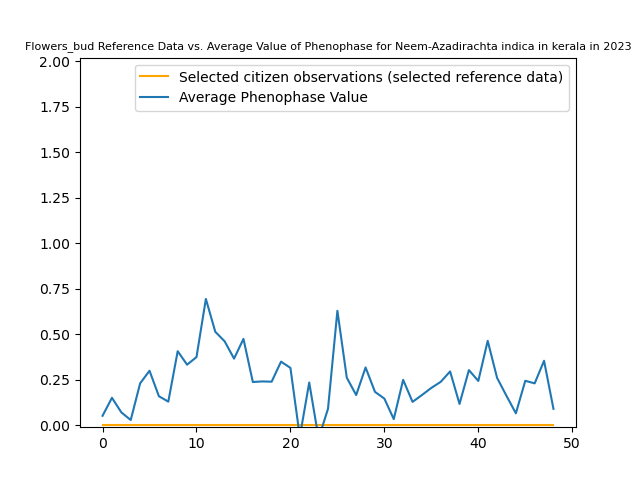 Flowers_bud Reference Data vs. Average Value of Phenophase for Neem-Azadirachta indica in kerala in 2023
Selected citizen observations (selected reference data)
Average Phenophase Value
2.00
1.75
1.50
1.25
1.00
0.75
0.50
0.25
0.00
0 10 20 30 40 50